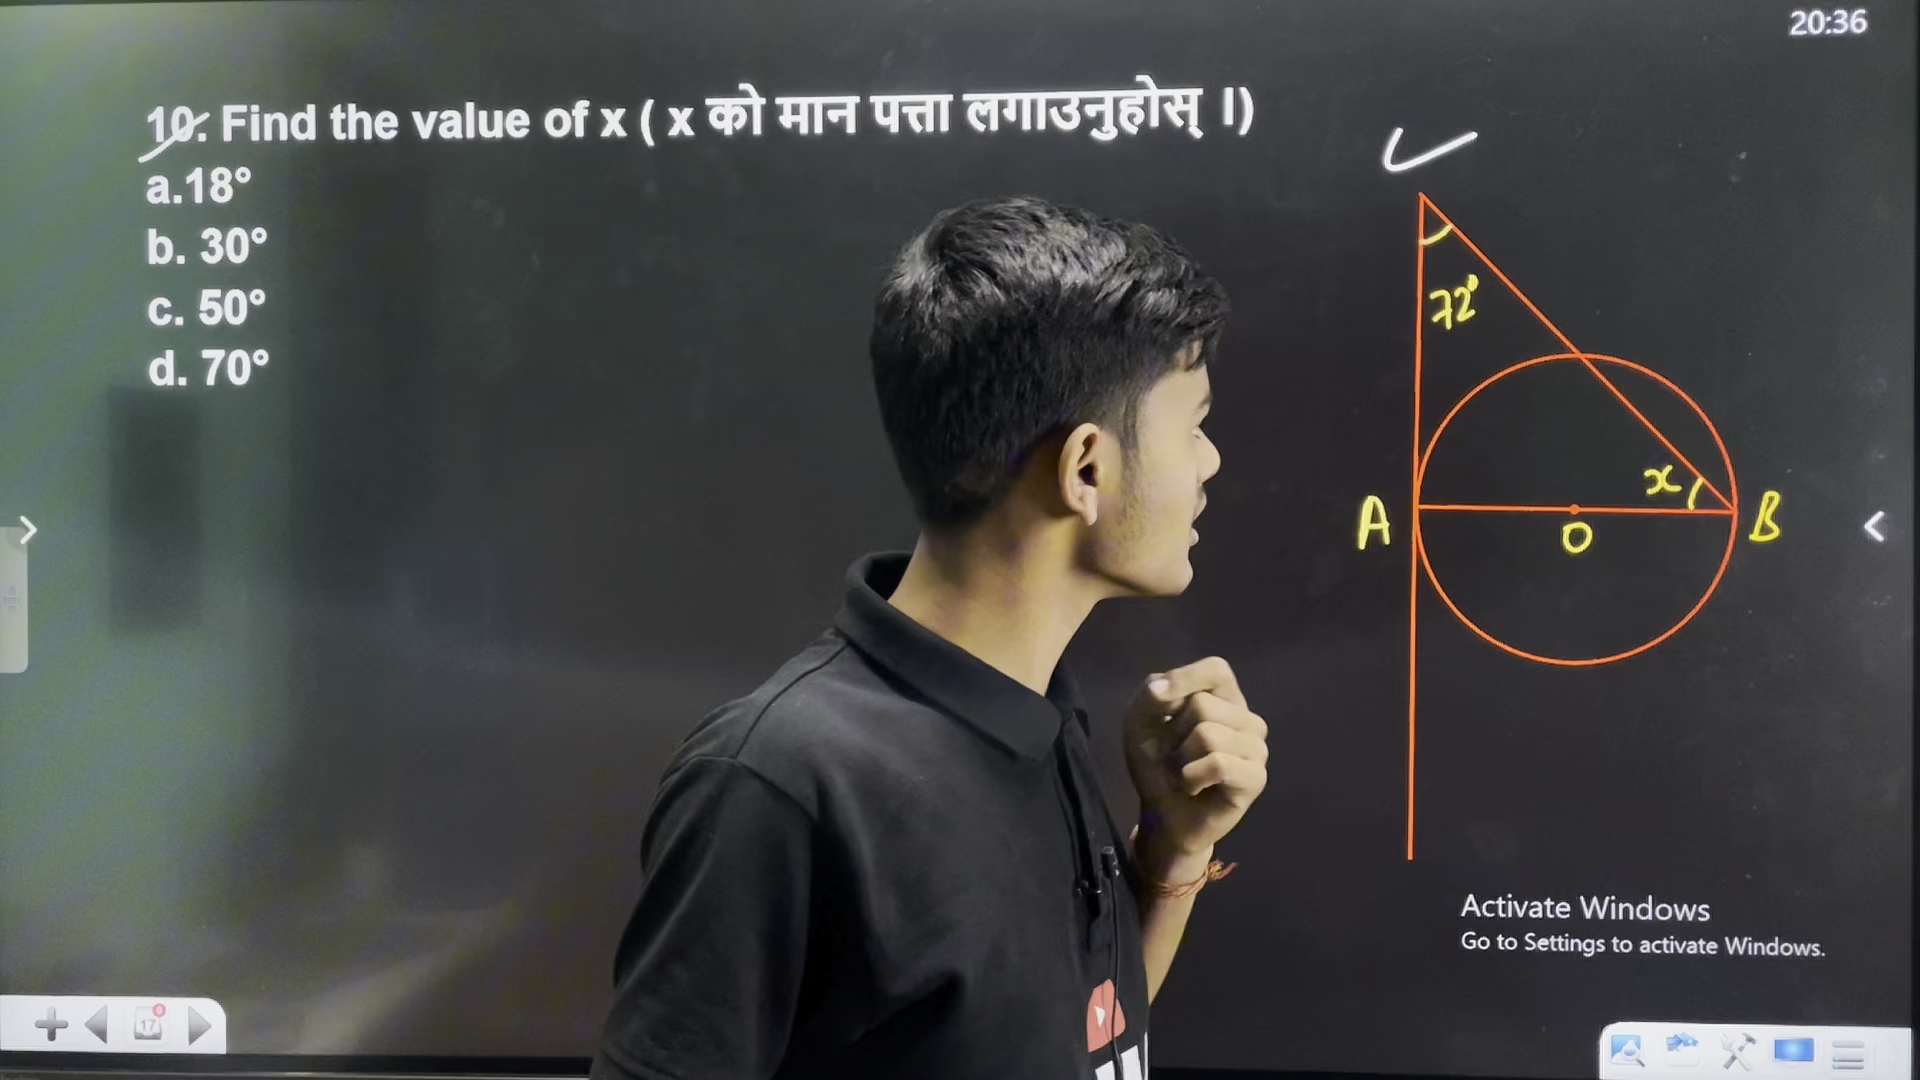 20:36
10. Find the value of x ( x को मान पत्ता लगाउनुहोस् ।)
a.18°
b. 30°
c. 50°
d. 70°
72°
x
A
O
B
Activate Windows
Go to Settings to activate Windows.
17